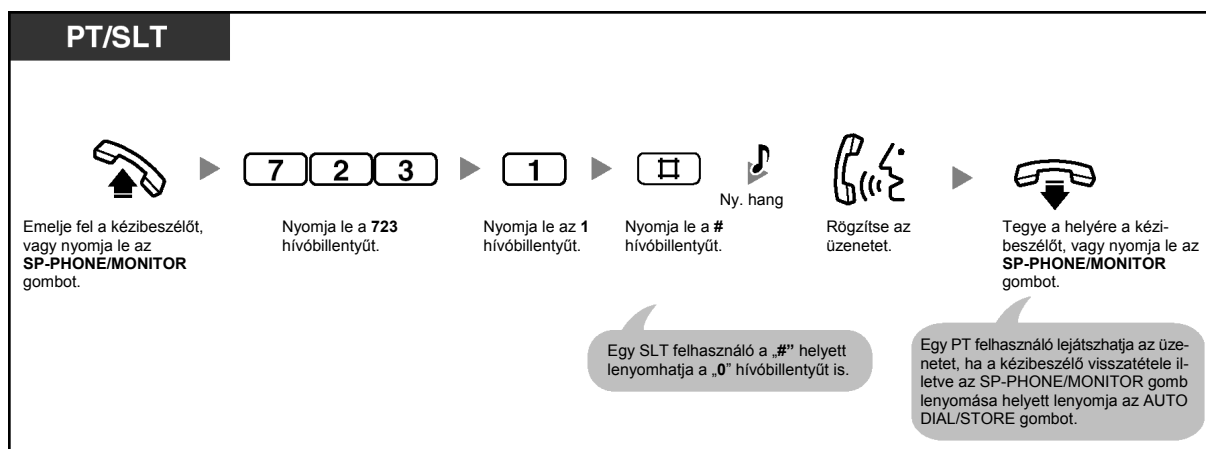 PT/SLT
7 2 3
1
#
Ny. hang
Emelje fel a kézibeszélőt,
vagy nyomja le az
SP-PHONE/MONITOR
gombot.
Nyomja le a 723
hívóbillentyűt.
Nyomja le az 1
hívóbillentyűt.
Nyomja le a #
hívóbillentyűt.
Rögzítse az
üzenetet.
Tegye a helyére a kézi-
beszélőt, vagy nyomja le az
SP-PHONE/MONITOR
gombot.
Egy SLT felhasználó a „#” helyett
lenyomhatja a „0” hívóbillentyűt is.
Egy PT felhasználó lejátszhatja az üze-
netet, ha a kézibeszélő visszatétele il-
letve az SP-PHONE/MONITOR gomb
lenyomása helyett lenyomja az AUTO
DIAL/STORE gombot.